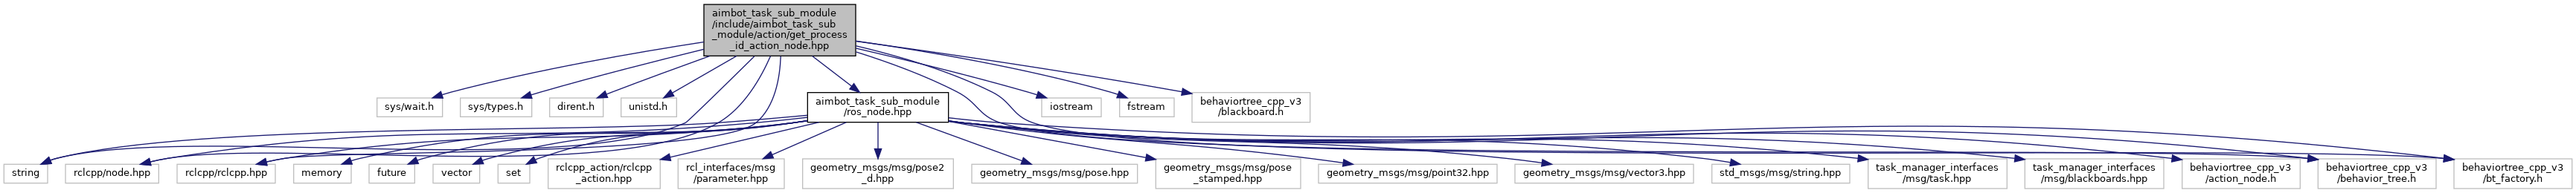 aimbot_task_sub_module
/include/aimbot_task_sub
_module/action/get_process
_id_action_node.hpp
sys/wait.h
sys/types.h
dirent.h
unistd.h
aimbot_task_sub_module
/ros_node.hpp
iostream
fstream
behaviortree_cpp_v3
/blackboard.h
string
rclcpp/node.hpp
rclcpp/rclcpp.hpp
memory
future
vector
set
rclcpp_action/rclcpp
_action.hpp
rcl_interfaces/msg
/parameter.hpp
geometry_msgs/msg/pose2
_d.hpp
geometry_msgs/msg/pose.hpp
geometry_msgs/msg/pose
_stamped.hpp
geometry_msgs/msg/point32.hpp
geometry_msgs/msg/vector3.hpp
std_msgs/msg/string.hpp
task_manager_interfaces
/msg/task.hpp
task_manager_interfaces
/msg/blackboards.hpp
behaviortree_cpp_v3
/action_node.h
behaviortree_cpp_v3
/behavior_tree.h
behaviortree_cpp_v3
/bt_factory.h